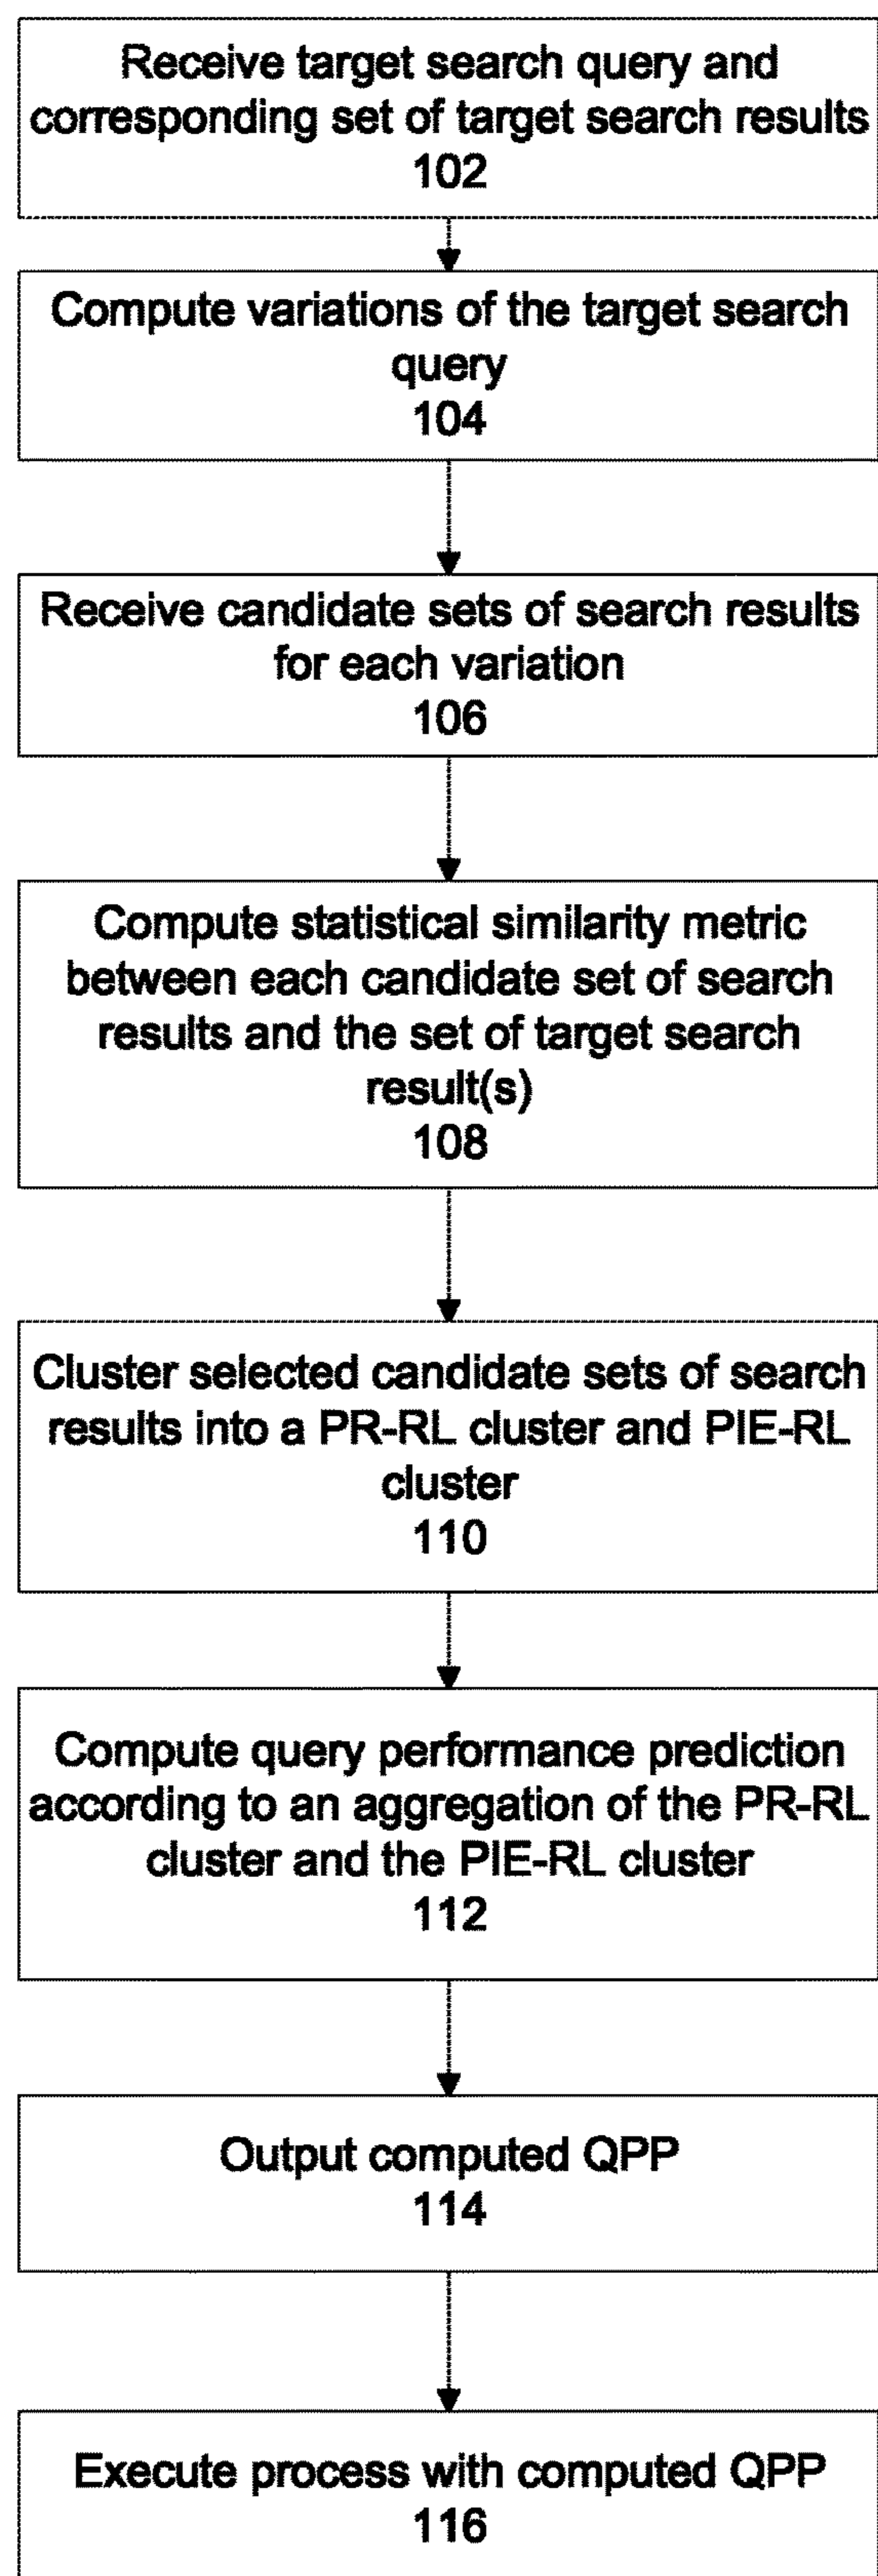 Receive target search query and
corresponding set of target search results
102
Compute variations of the target search
query
104
Receive candidate sets of search results
for each variation
106
Compute statistical similarity metric
between each candidate set of search
results and the set of target search
result(s)
108
Cluster selected candidate sets of search
results into a PR-RL cluster and PIE-RL
cluster
110
Compute query performance prediction
according to an aggregation of the PR-RL
cluster and the PIE-RL cluster
112
Output computed QPP
114
Execute process with computed QPP
116